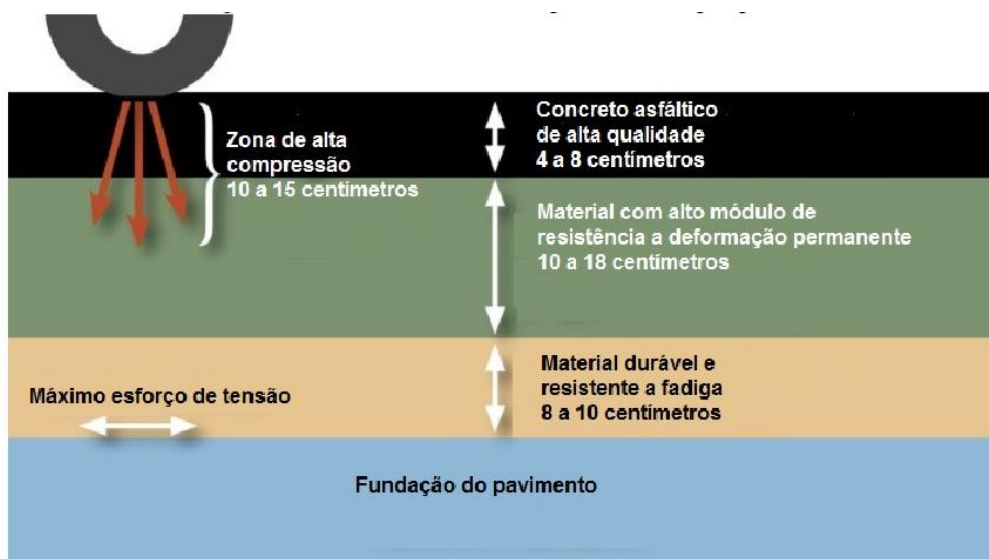 Concreto asfáltico
de alta qualidade
4 a 8 centímetros
Zona de alta
compressão
10 a 15 centímetros
Material com alto módulo de
resistência a deformação permanente
10 a 18 centímetros
Material durável e
resistente a fadiga
8 a 10 centímetros
Máximo esforço de tensão
Fundação do pavimento